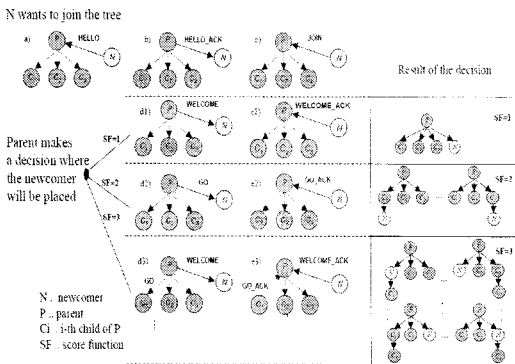 N wants to join the tree
a) P HELLO N
b) P HELLO_ACK N
c) P JOIN N
Result of the decision
d1) P WELCOME N
e1) P WELCOME_ACK N
SF=1
SF=1
Parent makes
a decision where
the newcomer
will be placed
SF=2
d2) P GO N
e2) P GO_ACK N
SF=2
SF=3
d3) P WELCOME N
GO
P WELCOME_ACK N
GO_ACK
SF=3
N .. newcomer
P .. parent
Ci .. i-th child of P
SF .. score function